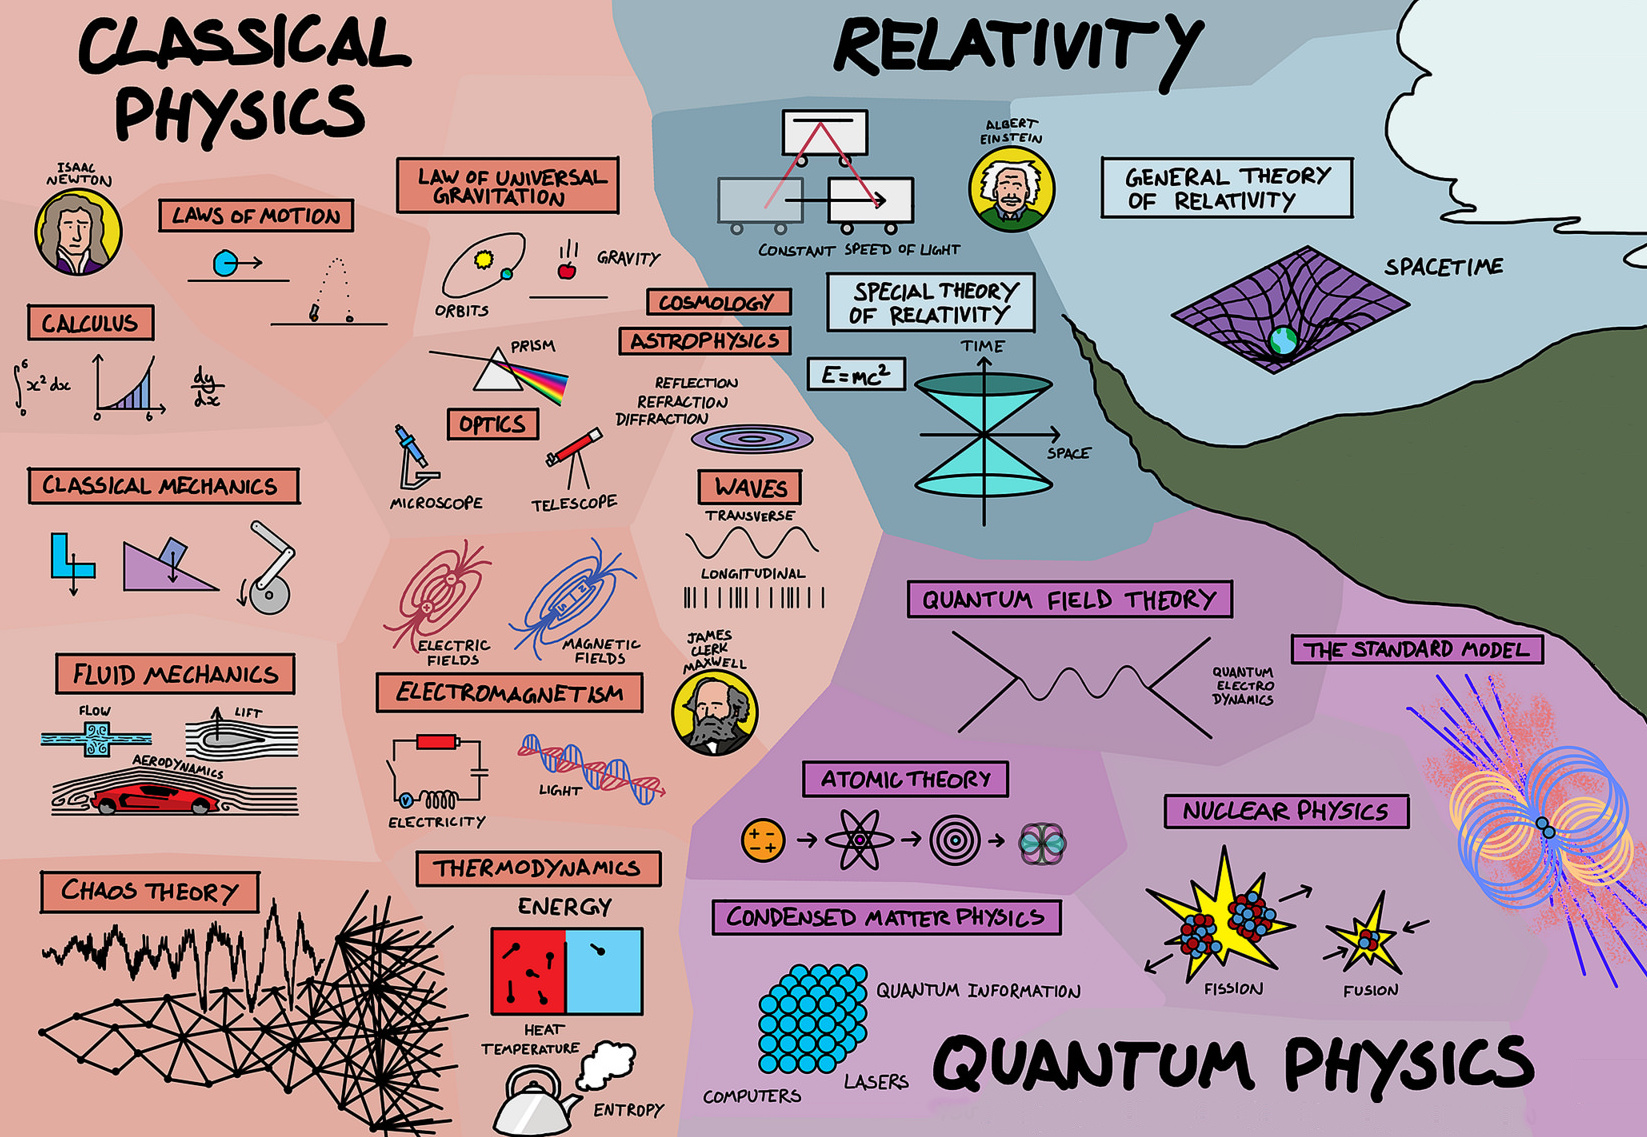 CLASSICAL
PHYSICS
ISAAC
NEWTON
LAWS OF MOTION
LAW OF UNIVERSAL
GRAVITATION
GRAVITY
ORBITS
CALCULUS
∫₀⁶ x² dx
0 6
dy
dx
COSMOLOGY
ASTROPHYSICS
PRISM
OPTICS
MICROSCOPE
TELESCOPE
REFLECTION
REFRACTION
DIFFRACTION
WAVES
TRANSVERSE
LONGITUDINAL
CLASSICAL MECHANICS
FLUID MECHANICS
FLOW
LIFT
AERODYNAMICS
+
−
S N
ELECTRIC
FIELDS
MAGNETIC
FIELDS
JAMES
CLERK
MAXWELL
ELECTROMAGNETISM
V
ELECTRICITY
LIGHT
CHAOS THEORY
THERMODYNAMICS
ENERGY
HEAT
TEMPERATURE
ENTROPY
RELATIVITY
CONSTANT SPEED OF LIGHT
ALBERT
EINSTEIN
GENERAL THEORY
OF RELATIVITY
SPACETIME
SPECIAL THEORY
OF RELATIVITY
E=mc²
TIME
SPACE
QUANTUM FIELD THEORY
QUANTUM
ELECTRO
DYNAMICS
THE STANDARD MODEL
ATOMIC THEORY
+ −
− +
NUCLEAR PHYSICS
FISSION
FUSION
CONDENSED MATTER PHYSICS
QUANTUM INFORMATION
LASERS
COMPUTERS
QUANTUM PHYSICS